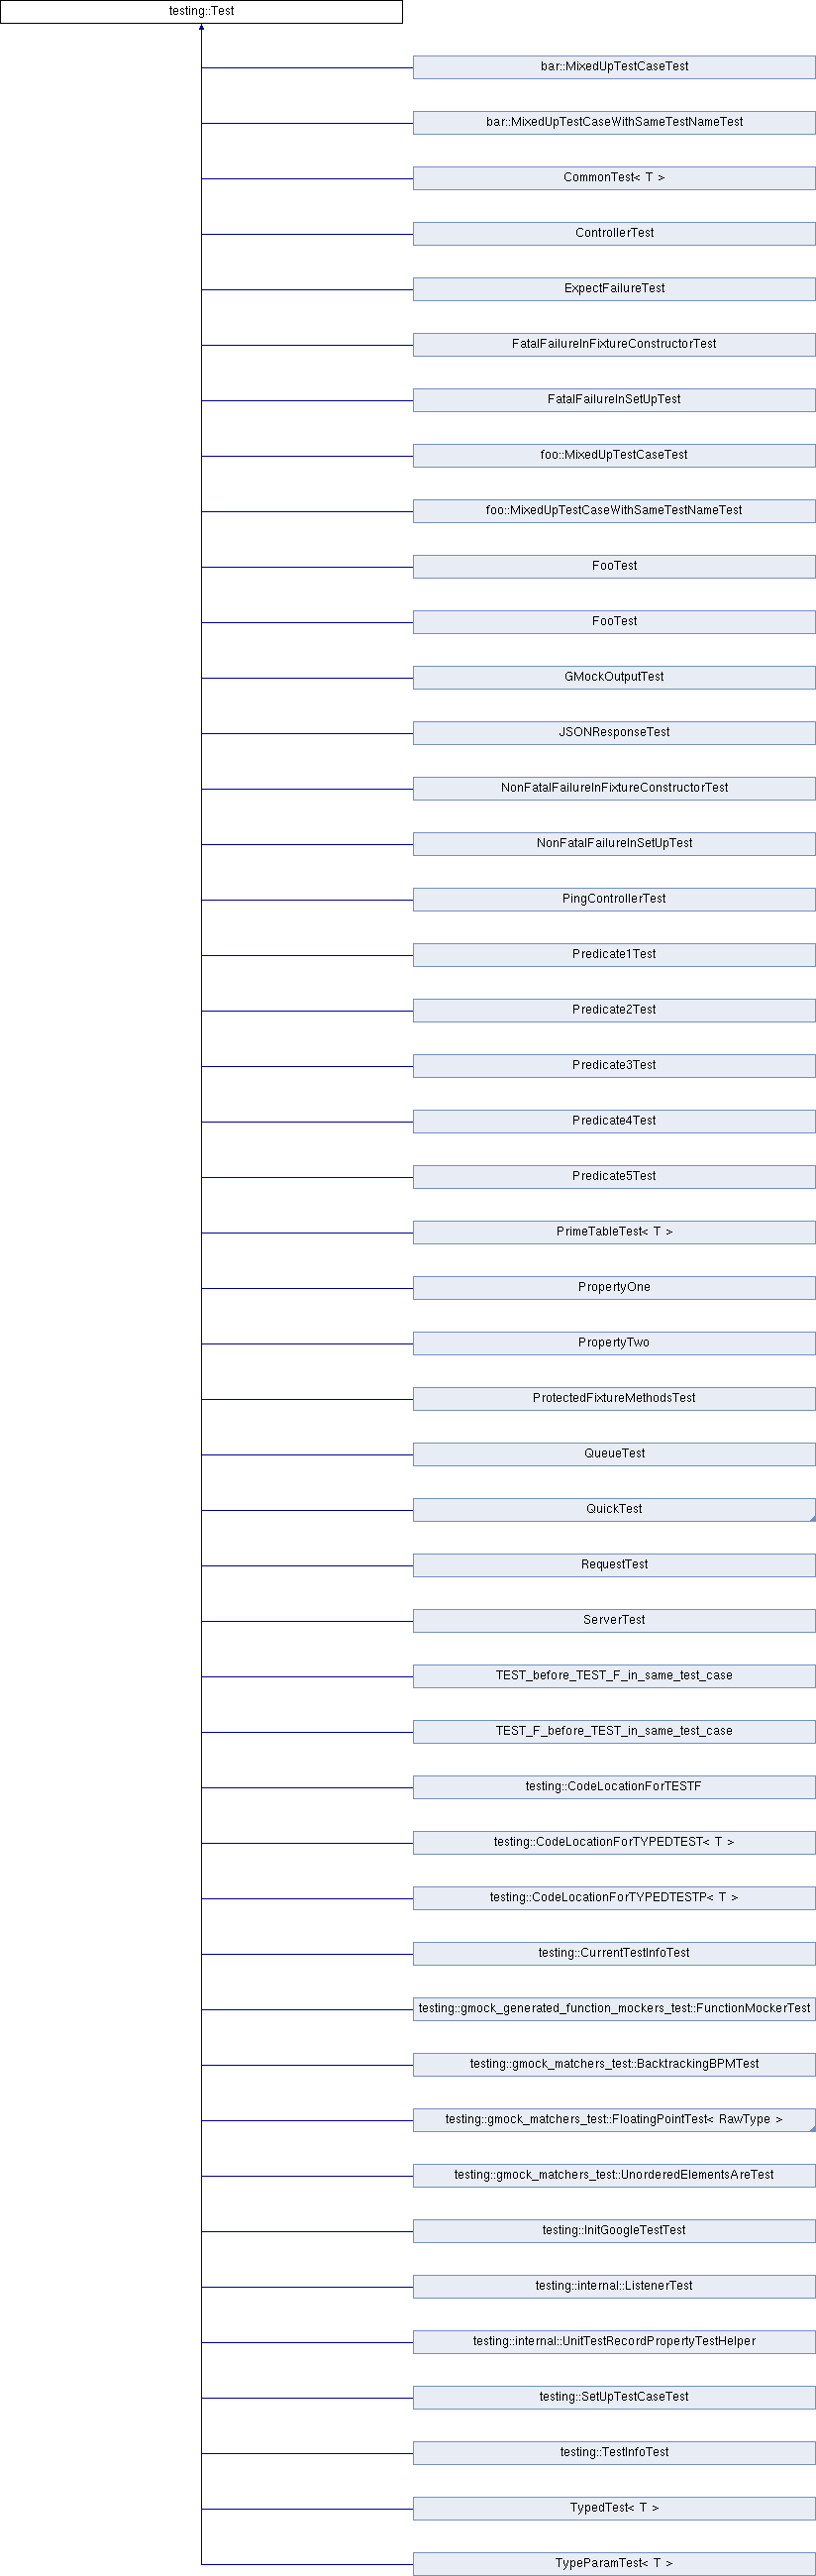 testing::Test
bar::MixedUpTestCaseTest
bar::MixedUpTestCaseWithSameTestNameTest
CommonTest< T >
ControllerTest
ExpectFailureTest
FatalFailureInFixtureConstructorTest
FatalFailureInSetUpTest
foo::MixedUpTestCaseTest
foo::MixedUpTestCaseWithSameTestNameTest
FooTest
FooTest
GMockOutputTest
JSONResponseTest
NonFatalFailureInFixtureConstructorTest
NonFatalFailureInSetUpTest
PingControllerTest
Predicate1Test
Predicate2Test
Predicate3Test
Predicate4Test
Predicate5Test
PrimeTableTest< T >
PropertyOne
PropertyTwo
ProtectedFixtureMethodsTest
QueueTest
QuickTest
RequestTest
ServerTest
TEST_before_TEST_F_in_same_test_case
TEST_F_before_TEST_in_same_test_case
testing::CodeLocationForTESTF
testing::CodeLocationForTYPEDTEST< T >
testing::CodeLocationForTYPEDTESTP< T >
testing::CurrentTestInfoTest
testing::gmock_generated_function_mockers_test::FunctionMockerTest
testing::gmock_matchers_test::BacktrackingBPMTest
testing::gmock_matchers_test::FloatingPointTest< RawType >
testing::gmock_matchers_test::UnorderedElementsAreTest
testing::InitGoogleTestTest
testing::internal::ListenerTest
testing::internal::UnitTestRecordPropertyTestHelper
testing::SetUpTestCaseTest
testing::TestInfoTest
TypedTest< T >
TypeParamTest< T >